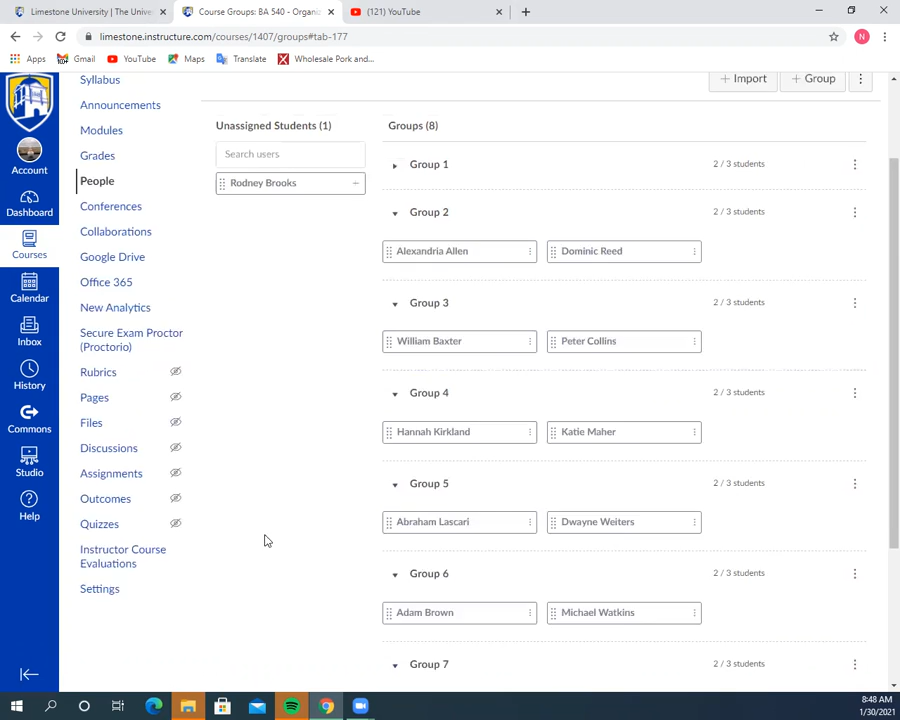 Limestone University | The Univer
Course Groups: BA 540 - Organiz
(121) YouTube
limestone.instructure.com/courses/1407/groups#tab-177
N
Apps
Gmail
YouTube
Maps
Translate
Wholesale Pork and...
Account
Dashboard
Courses
Calendar
Inbox
History
Commons
Studio
Help
Syllabus
Announcements
Modules
Grades
People
Conferences
Collaborations
Google Drive
Office 365
New Analytics
Secure Exam Proctor
(Proctorio)
Rubrics
Pages
Files
Discussions
Assignments
Outcomes
Quizzes
Instructor Course
Evaluations
Settings
+ Import
+ Group
Unassigned Students (1)
Search users
Rodney Brooks
Groups (8)
Group 1
2 / 3 students
Group 2
2 / 3 students
Alexandria Allen
Dominic Reed
Group 3
2 / 3 students
William Baxter
Peter Collins
Group 4
2 / 3 students
Hannah Kirkland
Katie Maher
Group 5
2 / 3 students
Abraham Lascari
Dwayne Weiters
Group 6
2 / 3 students
Adam Brown
Michael Watkins
Group 7
2 / 3 students
8:48 AM
1/30/2021